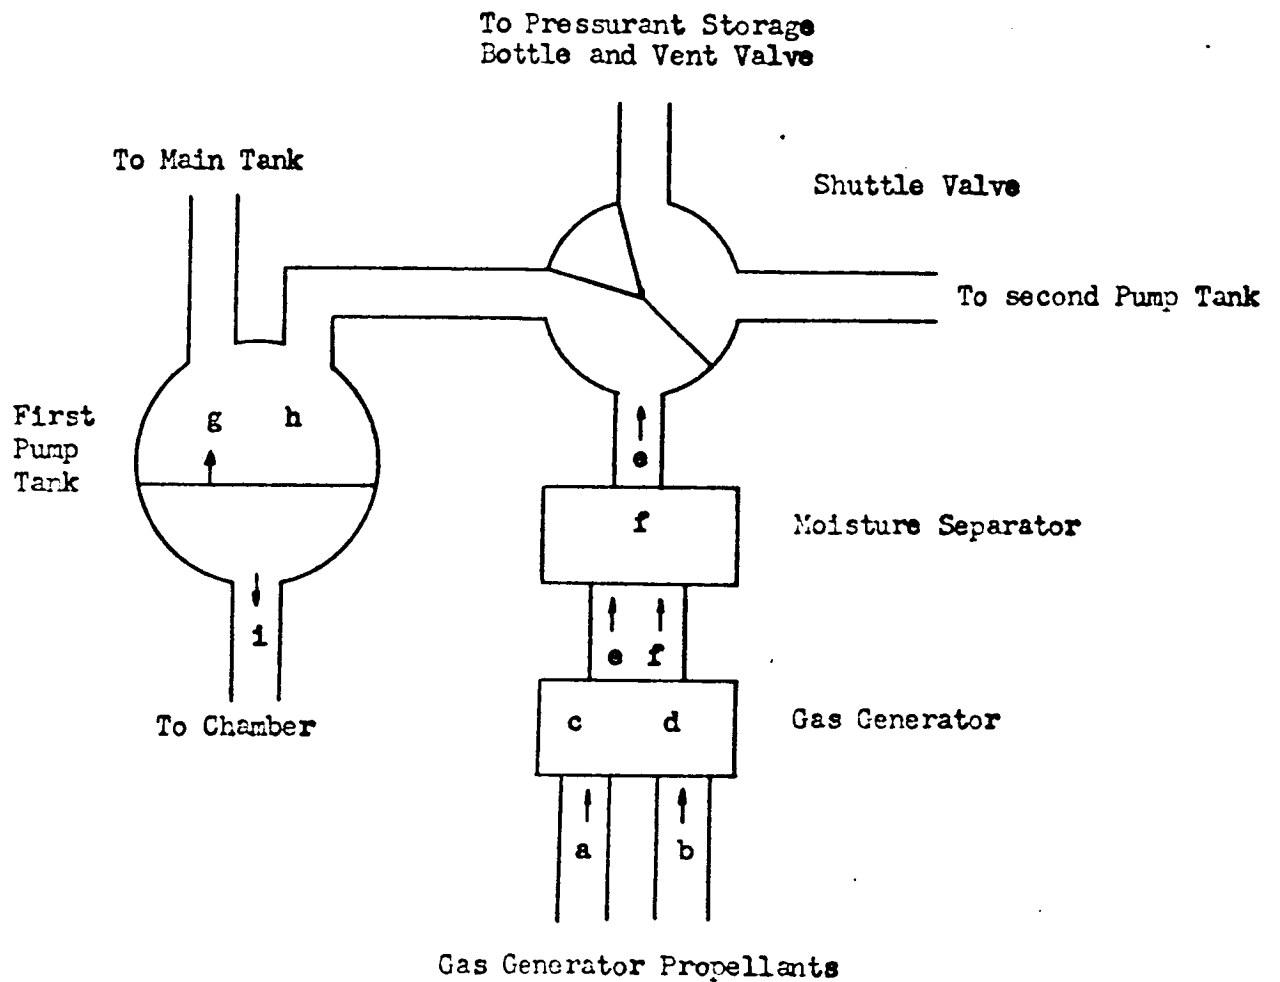 To Pressurant Storage
Bottle and Vent Valve
To Main Tank
Shuttle Valve
To second Pump Tank
First
Pump
Tank
g h
e
f
Moisture Separator
i
e f
To Chamber
c d
Gas Generator
a b
Gas Generator Propellants